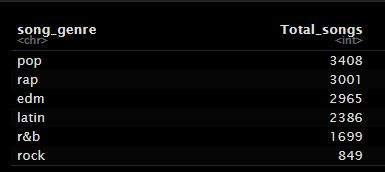 song_genre Total_songs
<chr> <int>
pop 3408
rap 3001
edm 2965
latin 2386
r&b 1699
rock 849